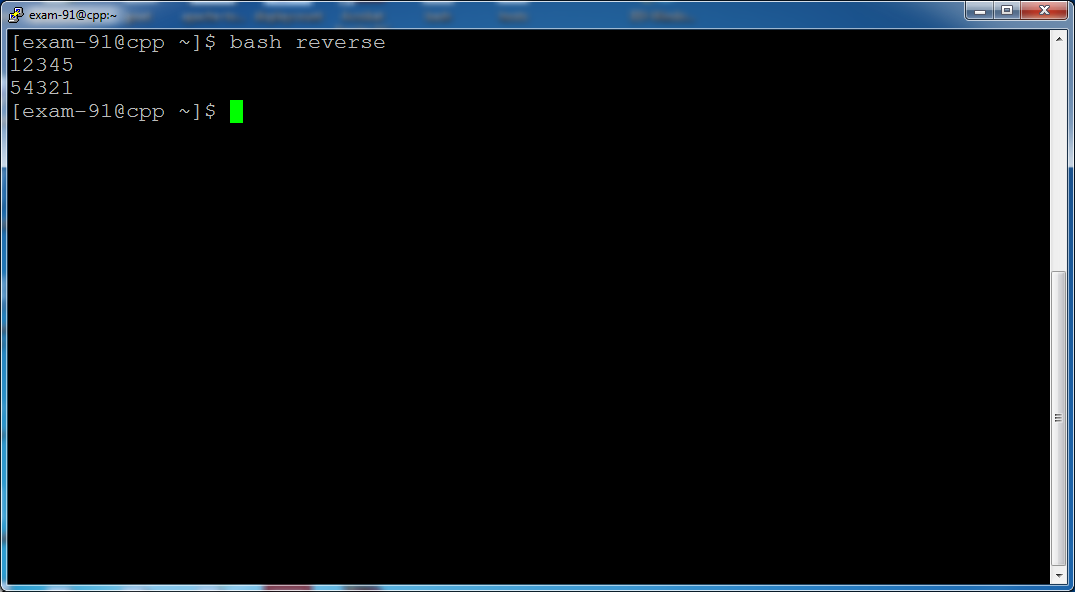 exam-91@cpp:~
[exam-91@cpp ~]$ bash reverse
12345
54321
[exam-91@cpp ~]$